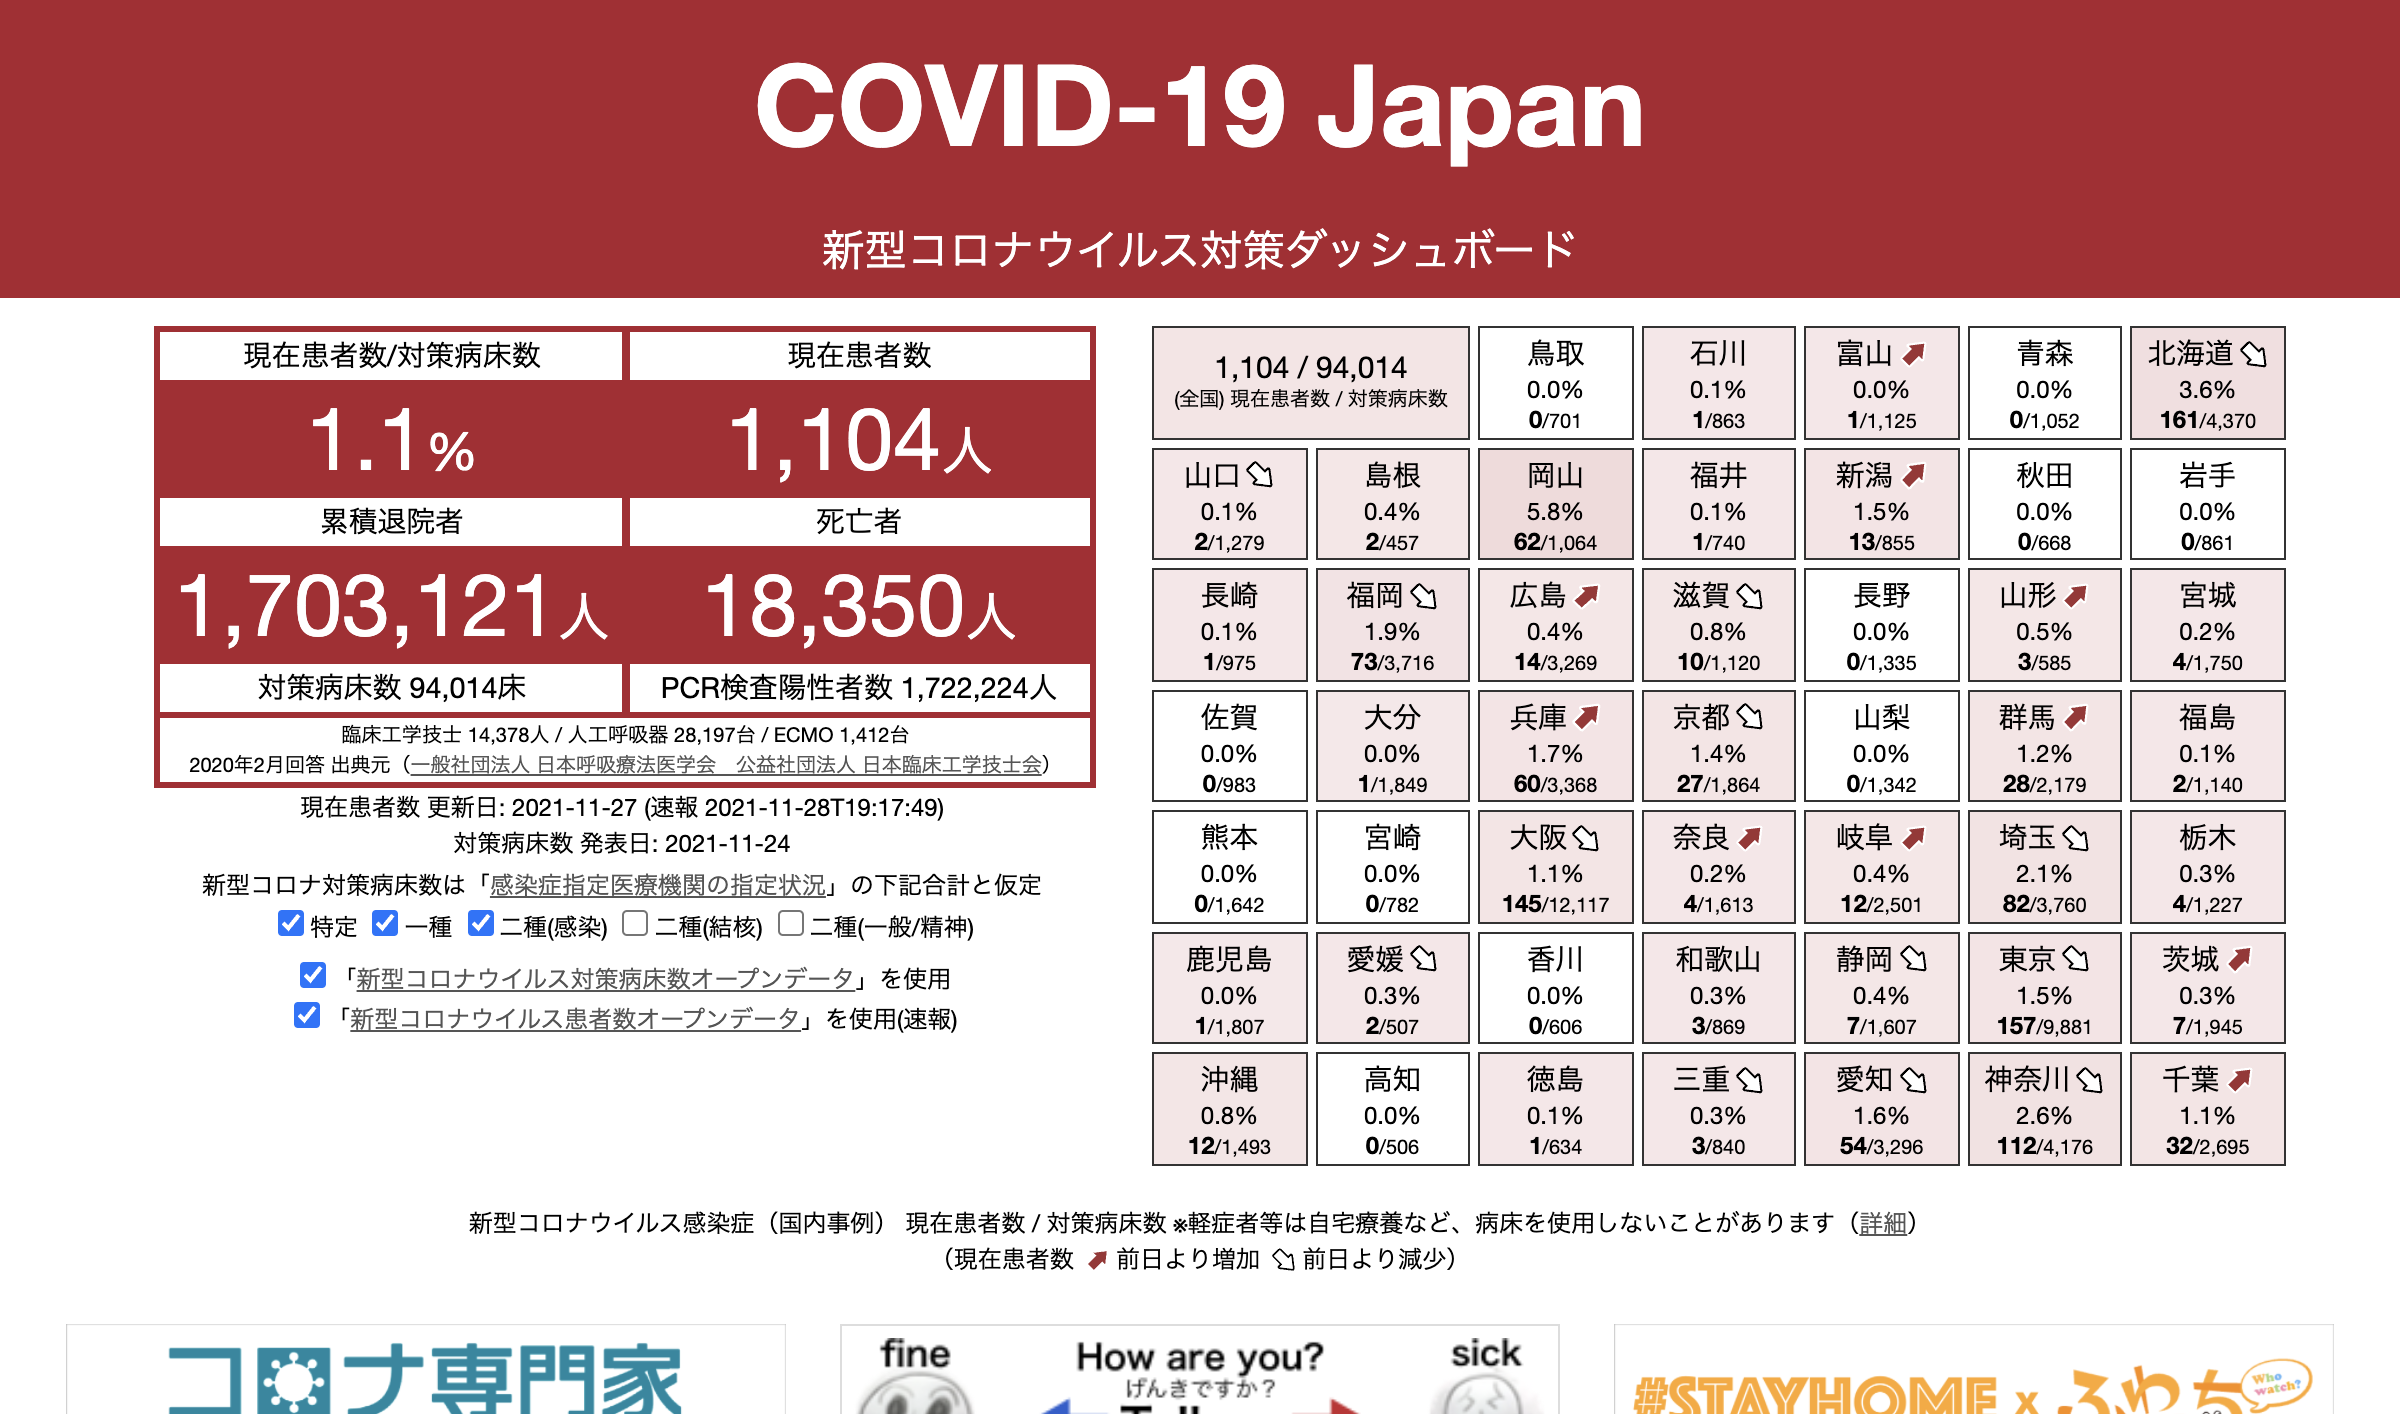 COVID-19 Japan
新型コロナウイルス対策ダッシュボード
現在患者数/対策病床数
現在患者数
1.1%
1,104人
累積退院者
死亡者
1,703,121人
18,350人
対策病床数 94,014床
PCR検査陽性者数 1,722,224人
臨床工学技士 14,378人 / 人工呼吸器 28,197台 / ECMO 1,412台
2020年2月回答 出典元（一般社団法人 日本呼吸療法医学会　公益社団法人 日本臨床工学技士会）
現在患者数 更新日: 2021-11-27 (速報 2021-11-28T19:17:49)
対策病床数 発表日: 2021-11-24
新型コロナ対策病床数は「感染症指定医療機関の指定状況」の下記合計と仮定
特定 一種 二種(感染) 二種(結核) 二種(一般/精神)
「新型コロナウイルス対策病床数オープンデータ」を使用
「新型コロナウイルス患者数オープンデータ」を使用(速報)
1,104 / 94,014
(全国) 現在患者数 / 対策病床数
鳥取
0.0%
0/701
石川
0.1%
1/863
富山
0.0%
1/1,125
青森
0.0%
0/1,052
北海道
3.6%
161/4,370
山口
0.1%
2/1,279
島根
0.4%
2/457
岡山
5.8%
62/1,064
福井
0.1%
1/740
新潟
1.5%
13/855
秋田
0.0%
0/668
岩手
0.0%
0/861
長崎
0.1%
1/975
福岡
1.9%
73/3,716
広島
0.4%
14/3,269
滋賀
0.8%
10/1,120
長野
0.0%
0/1,335
山形
0.5%
3/585
宮城
0.2%
4/1,750
佐賀
0.0%
0/983
大分
0.0%
1/1,849
兵庫
1.7%
60/3,368
京都
1.4%
27/1,864
山梨
0.0%
0/1,342
群馬
1.2%
28/2,179
福島
0.1%
2/1,140
熊本
0.0%
0/1,642
宮崎
0.0%
0/782
大阪
1.1%
145/12,117
奈良
0.2%
4/1,613
岐阜
0.4%
12/2,501
埼玉
2.1%
82/3,760
栃木
0.3%
4/1,227
鹿児島
0.0%
1/1,807
愛媛
0.3%
2/507
香川
0.0%
0/606
和歌山
0.3%
3/869
静岡
0.4%
7/1,607
東京
1.5%
157/9,881
茨城
0.3%
7/1,945
沖縄
0.8%
12/1,493
高知
0.0%
0/506
徳島
0.1%
1/634
三重
0.3%
3/840
愛知
1.6%
54/3,296
神奈川
2.6%
112/4,176
千葉
1.1%
32/2,695
新型コロナウイルス感染症（国内事例） 現在患者数 / 対策病床数 ※軽症者等は自宅療養など、病床を使用しないことがあります（詳細）
（現在患者数 前日より増加 前日より減少）
コロナ専門家
fine
How are you?
sick
げんきですか？
#STAYHOME x ふわっち
Who watch?